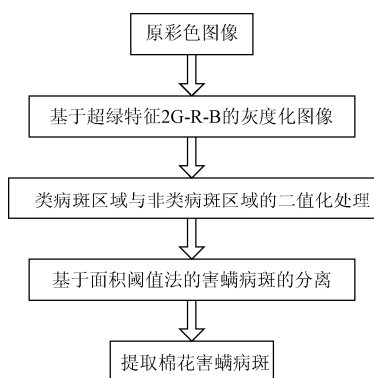 原彩色图像
基于超绿特征2G-R-B的灰度化图像
类病斑区域与非类病斑区域的二值化处理
基于面积阈值法的害螨病斑的分离
提取棉花害螨病斑